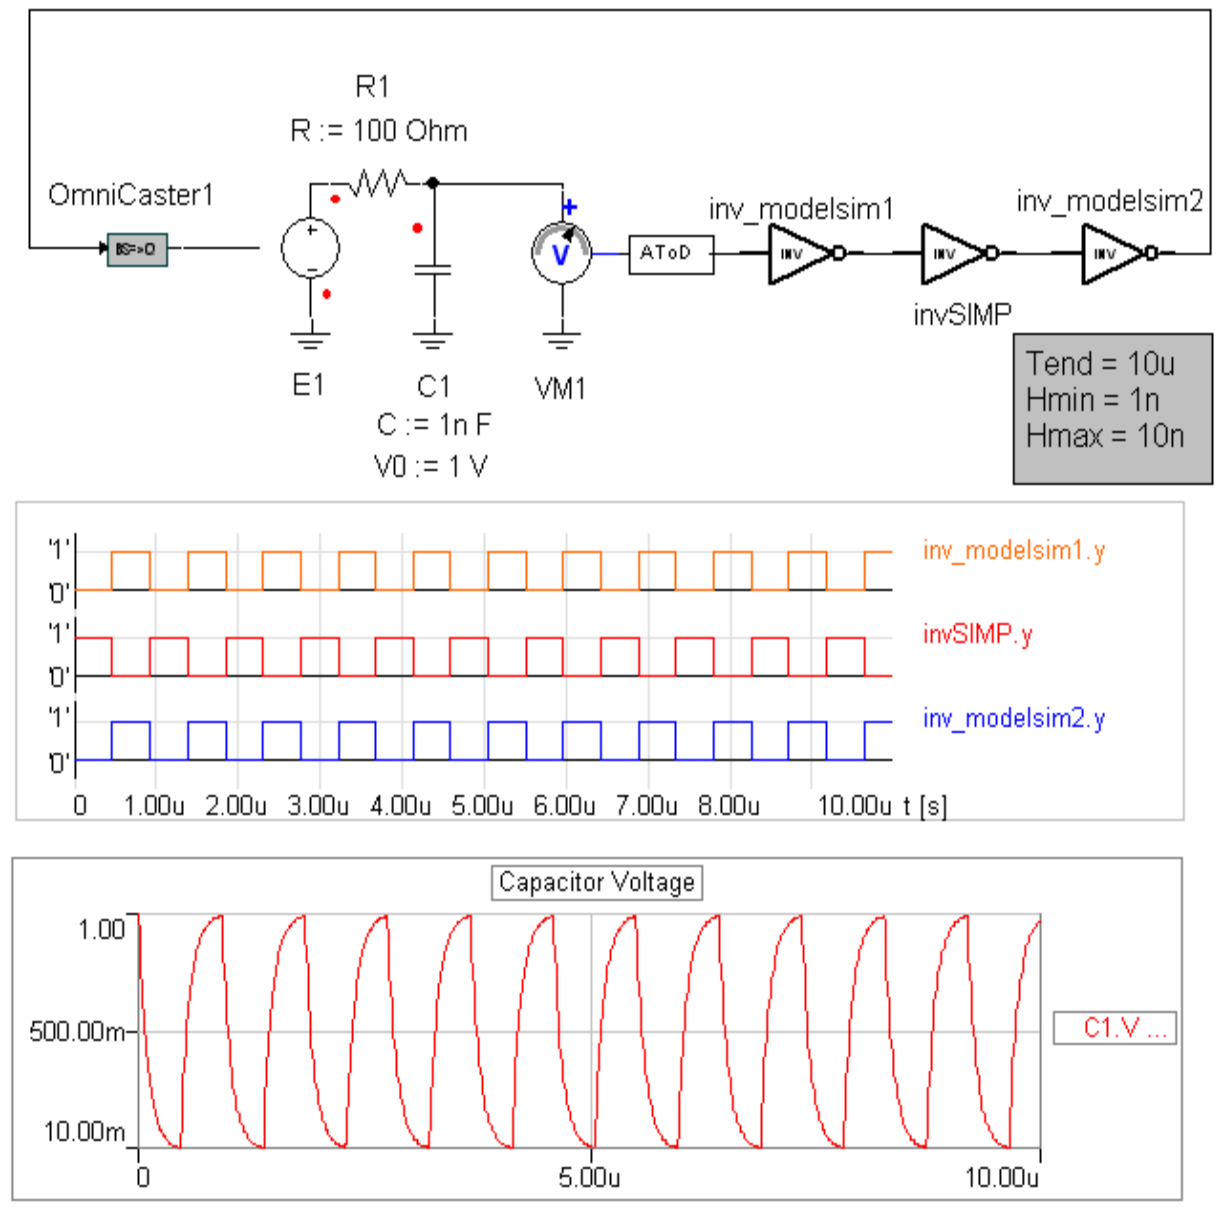 R1
R := 100 Ohm
OmniCaster1
inv_modelsim1
inv_modelsim2
+
V
AToD
INV
INV
INV
invSIMP
E1
C1
VM1
C := 1n F
V0 := 1 V
Tend = 10u
Hmin = 1n
Hmax = 10n
'1'
'0'
inv_modelsim1.y
'1'
'0'
invSIMP.y
'1'
'0'
inv_modelsim2.y
0 1.00u 2.00u 3.00u 4.00u 5.00u 6.00u 7.00u 8.00u 10.00u t [s]
Capacitor Voltage
1.00
500.00m
10.00m
C1.V ...
0 5.00u 10.00u